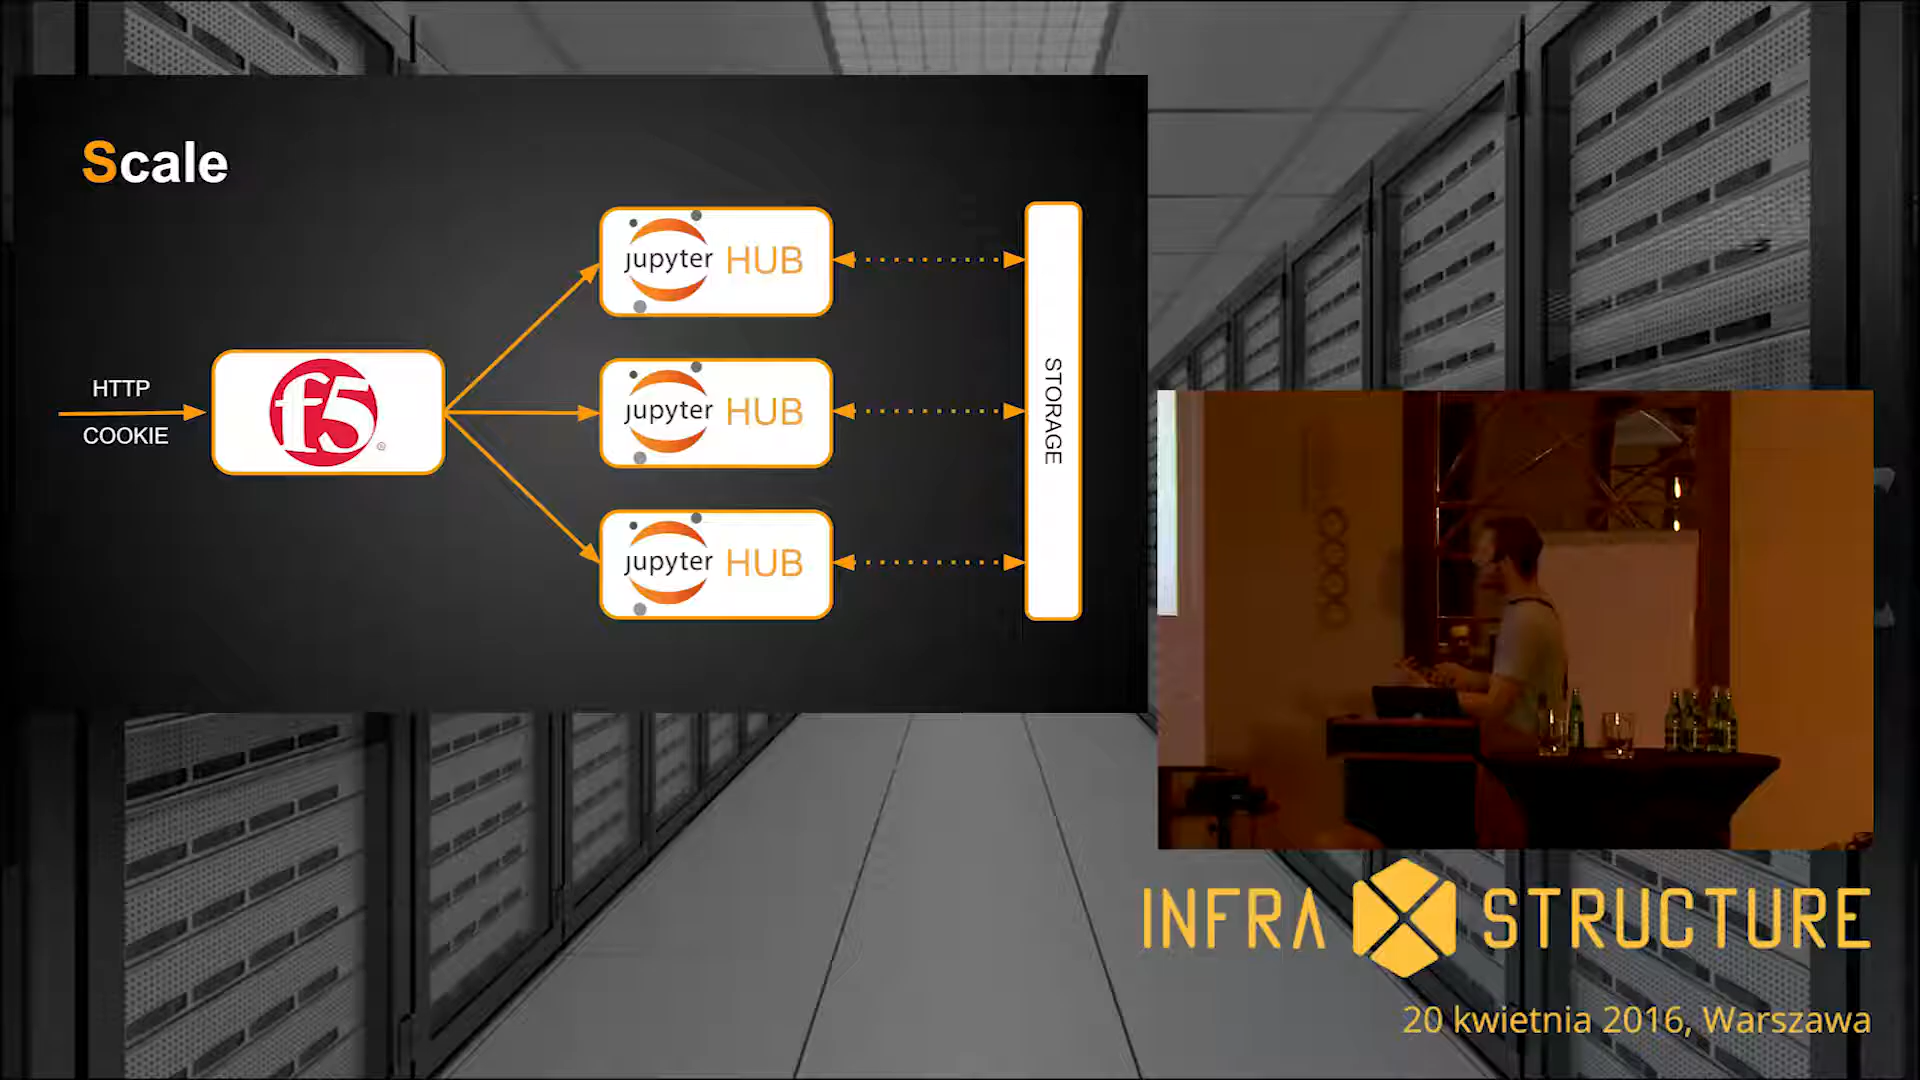 Scale
HTTP
COOKIE
f5
®
jupyter HUB
jupyter HUB
jupyter HUB
STORAGE
INFRA STRUCTURE
20 kwietnia 2016, Warszawa